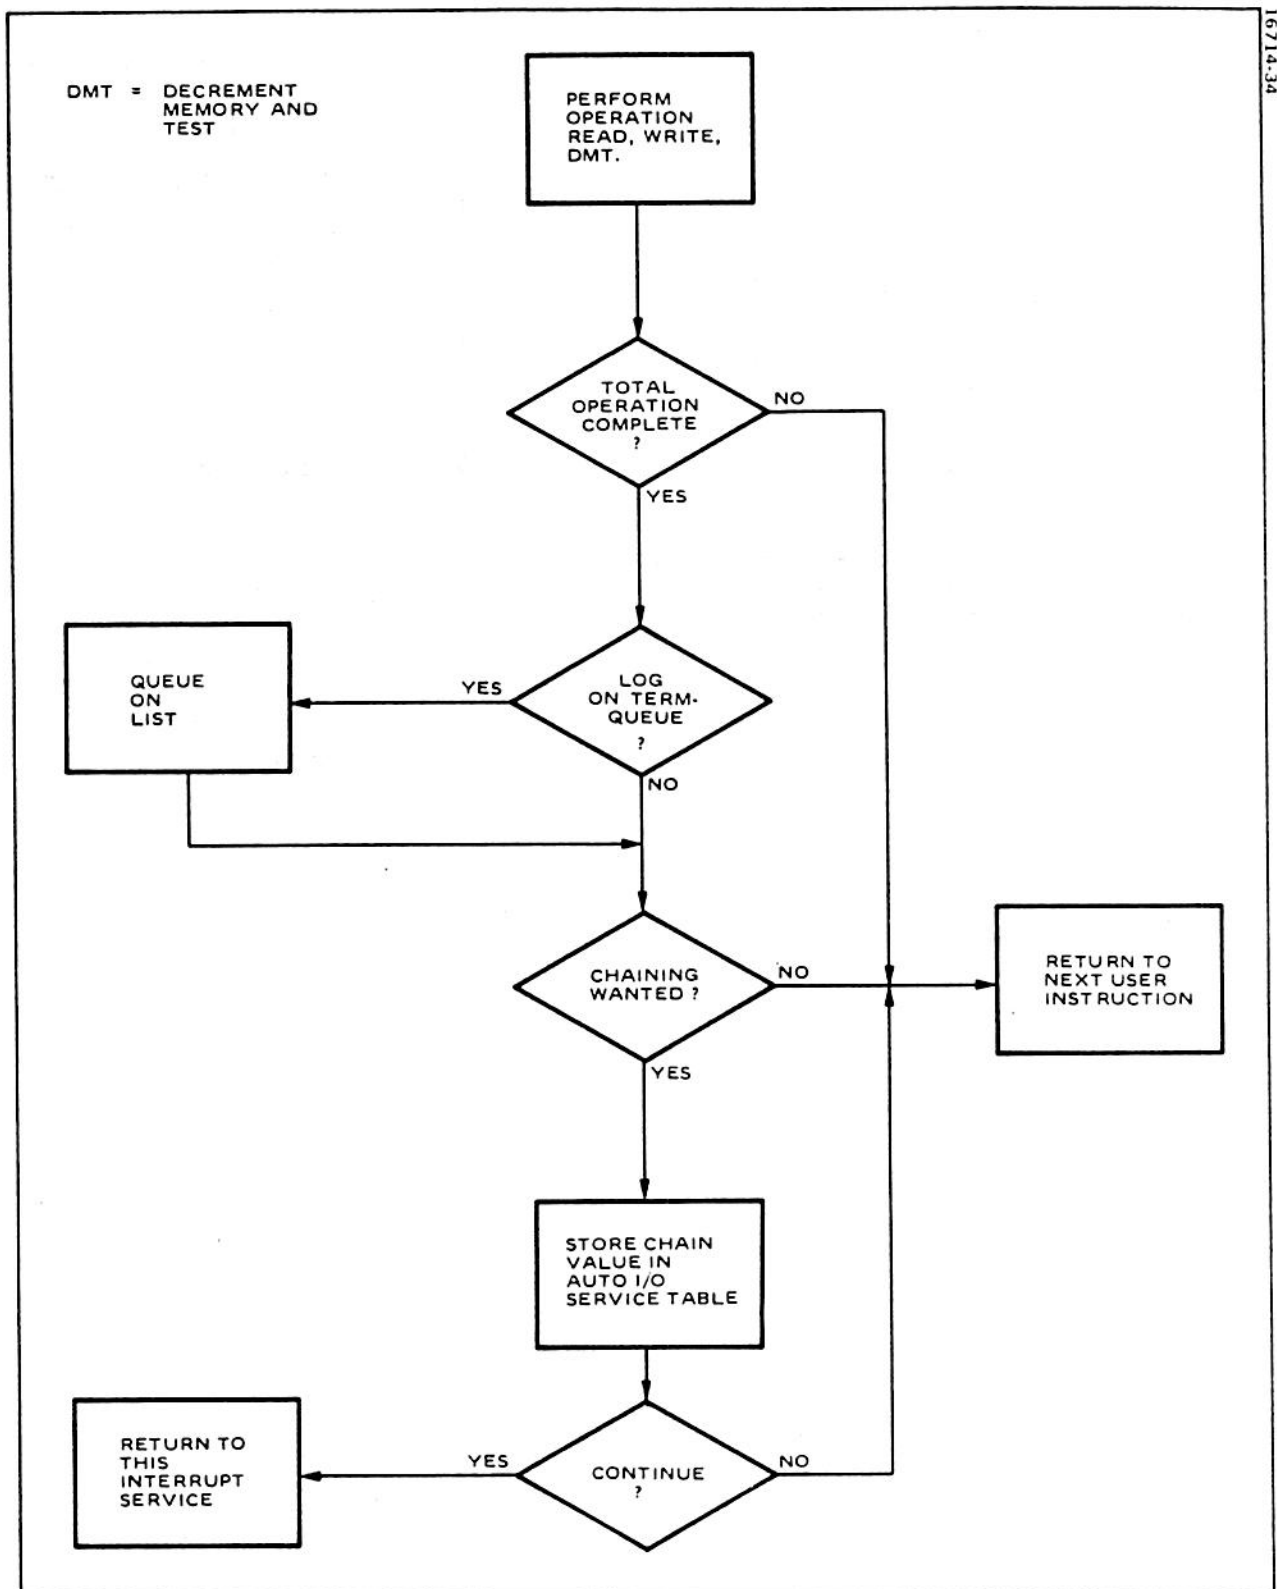 16714-34
DMT = DECREMENT
MEMORY AND
TEST
PERFORM
OPERATION
READ, WRITE,
DMT.
TOTAL
OPERATION
COMPLETE
?
NO
YES
LOG
ON TERM-
QUEUE
?
YES
NO
QUEUE
ON
LIST
CHAINING
WANTED ?
NO
YES
RETURN TO
NEXT USER
INSTRUCTION
STORE CHAIN
VALUE IN
AUTO I/O
SERVICE TABLE
CONTINUE
?
YES
NO
RETURN TO
THIS
INTERRUPT
SERVICE